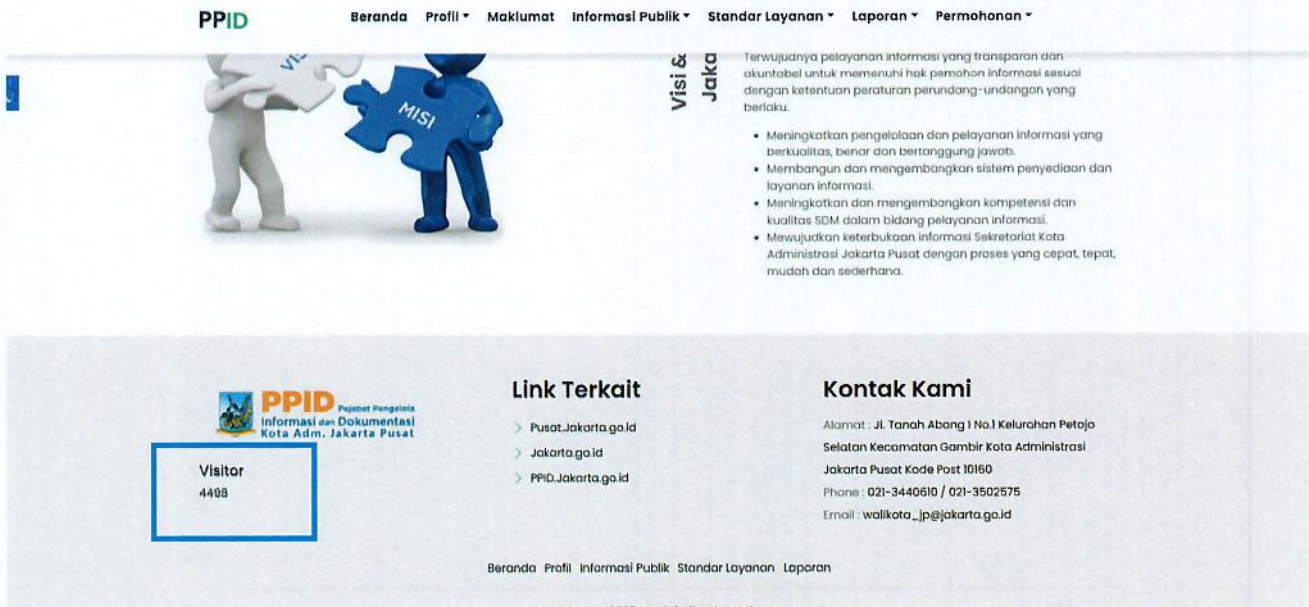 PPID
Beranda Profil Maklumat Informasi Publik Standar Layanan Laporan Permohonan
MISI
Visi &
Jaka
Terwujudnya pelayanan informasi yang transparan dan
akuntabel untuk memenuhi hak pemohon informasi sesuai
dengan ketentuan peraturan perundang-undangan yang
berlaku.
• Meningkatkan pengelolaan dan pelayanan informasi yang
berkualitas, benar dan bertanggung jawab.
• Membangun dan mengembangkan sistem penyediaan dan
layanan informasi.
• Meningkatkan dan mengembangkan kompetensi dan
kualitas SDM dalam bidang pelayanan informasi.
• Mewujudkan keterbukaan informasi Sekretariat Kota
Administrasi Jakarta Pusat dengan proses yang cepat, tepat,
mudah dan sederhana.
PPID Pejabat Pengelola
Informasi dan Dokumentasi
Kota Adm. Jakarta Pusat
Visitor
4498
Link Terkait
> Pusat.Jakarta.go.id
> Jakarta.go.id
> PPID.Jakarta.go.id
Kontak Kami
Alamat : Jl. Tanah Abang 1 No.1 Kelurahan Petojo
Selatan Kecamatan Gambir Kota Administrasi
Jakarta Pusat Kode Post 10160
Phone : 021-3440610 / 021-3502575
Email : walikota_jp@jakarta.go.id
Beranda Profil Informasi Publik Standar Layanan Laporan